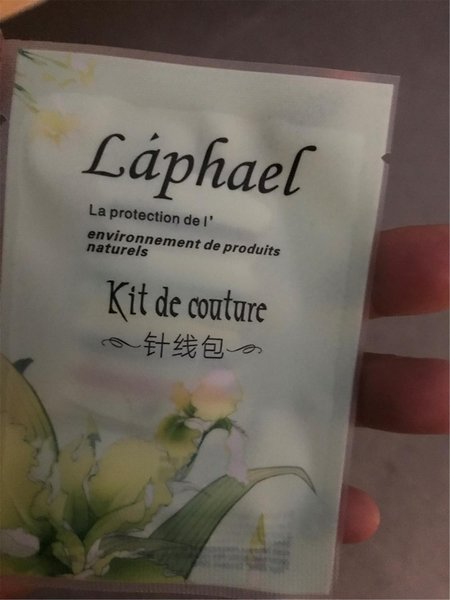 Láphael
La protection de l'
environnement de produits
naturels
Kit de couture
针线包